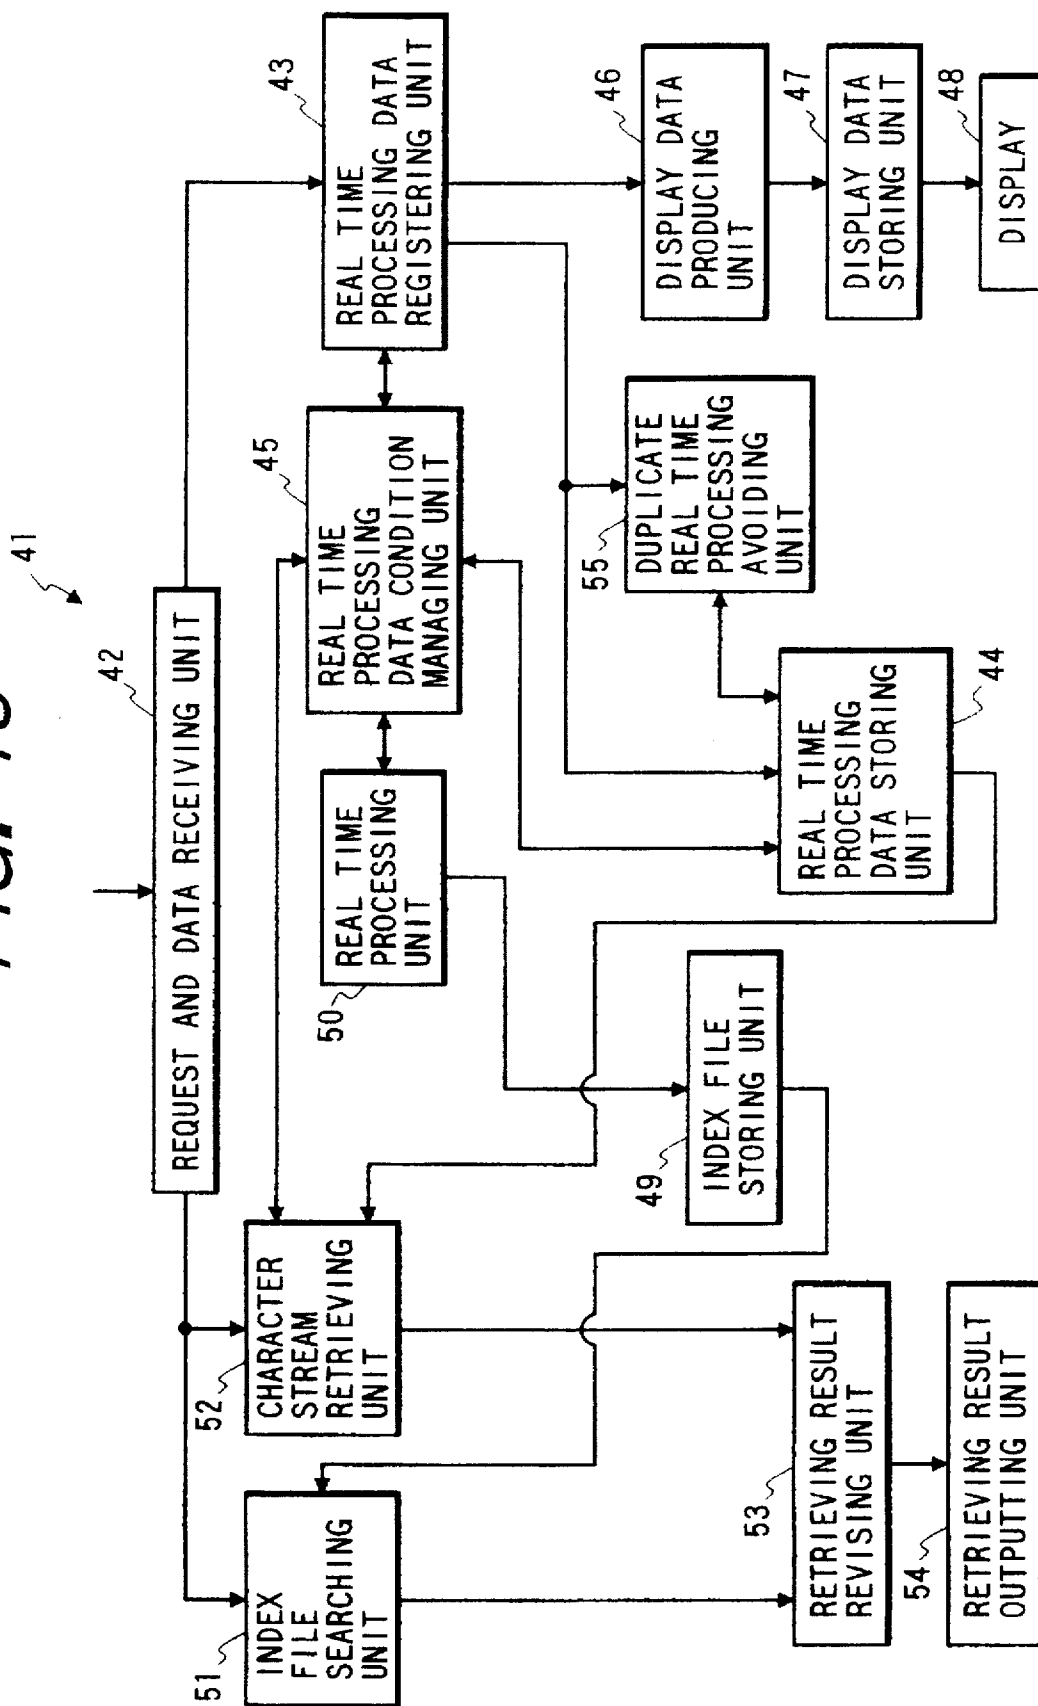 41
42
REQUEST AND DATA RECEIVING UNIT
51
INDEX
FILE
SEARCHING
UNIT
52
CHARACTER
STREAM
RETRIEVING
UNIT
50
REAL TIME
PROCESSING
UNIT
45
REAL TIME
PROCESSING
DATA CONDITION
MANAGING UNIT
43
REAL TIME
PROCESSING DATA
REGISTERING UNIT
55
DUPLICATE
REAL TIME
PROCESSING
AVOIDING
UNIT
46
DISPLAY DATA
PRODUCING
UNIT
49
INDEX FILE
STORING UNIT
44
REAL TIME
PROCESSING
DATA STORING
UNIT
47
DISPLAY DATA
STORING UNIT
53
RETRIEVING RESULT
REVISING UNIT
54
RETRIEVING RESULT
OUTPUTTING UNIT
48
DISPLAY